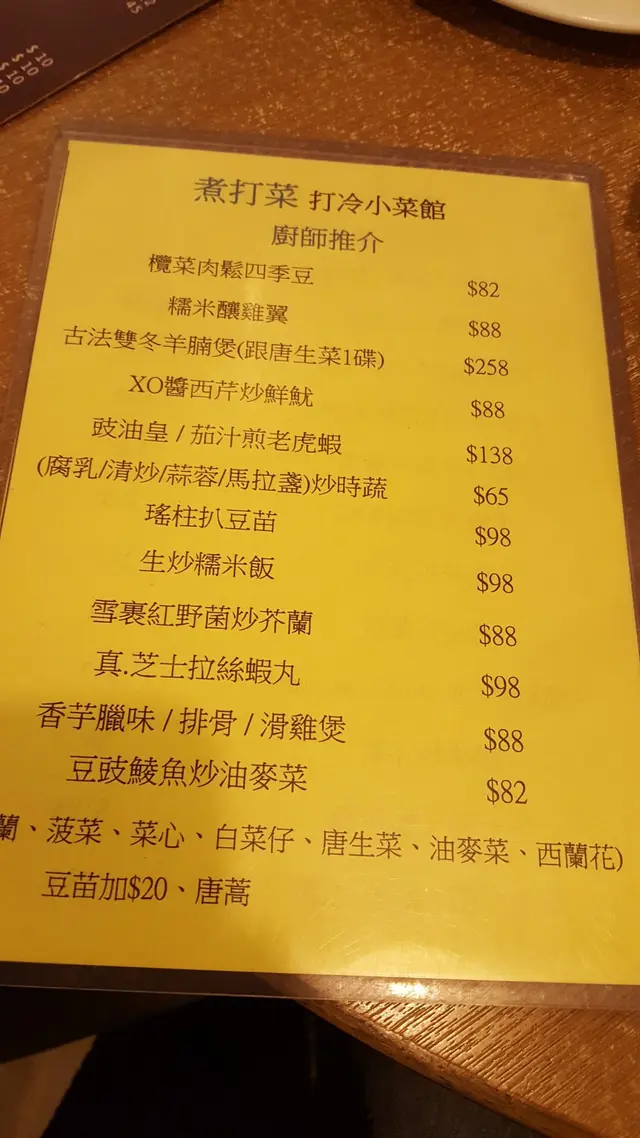 煮打菜 打冷小菜館
廚師推介
欖菜肉鬆四季豆 $82
糯米釀雞翼 $88
古法雙冬羊腩煲(跟唐生菜1碟) $258
XO醬西芹炒鮮魷 $88
豉油皇 / 茄汁煎老虎蝦 $138
(腐乳/清炒/蒜蓉/馬拉盞)炒時蔬 $65
瑤柱扒豆苗 $98
生炒糯米飯 $98
雪裹紅野菌炒芥蘭 $88
真.芝士拉絲蝦丸 $98
香芋臘味 / 排骨 / 滑雞煲 $88
豆豉鯪魚炒油麥菜 $82
蘭、菠菜、菜心、白菜仔、唐生菜、油麥菜、西蘭花)
豆苗加$20、唐蒿